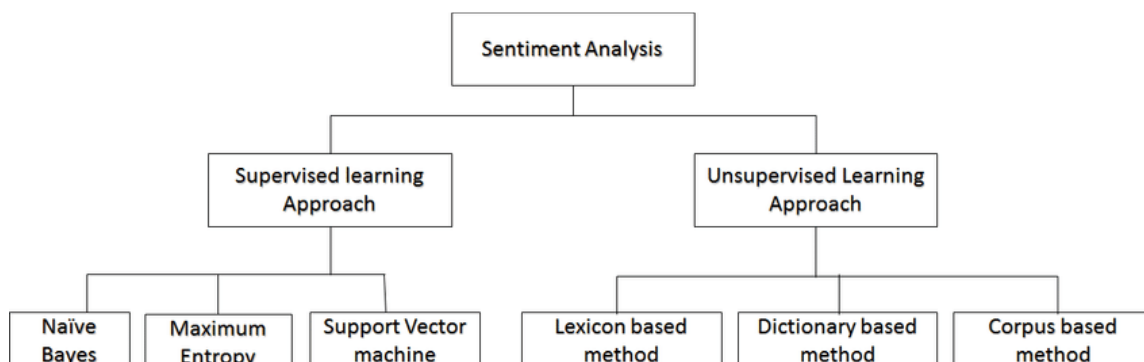 Sentiment Analysis
Supervised learning
Approach
Unsupervised Learning
Approach
Naïve
Bayes
Maximum
Entropy
Support Vector
machine
Lexicon based
method
Dictionary based
method
Corpus based
method